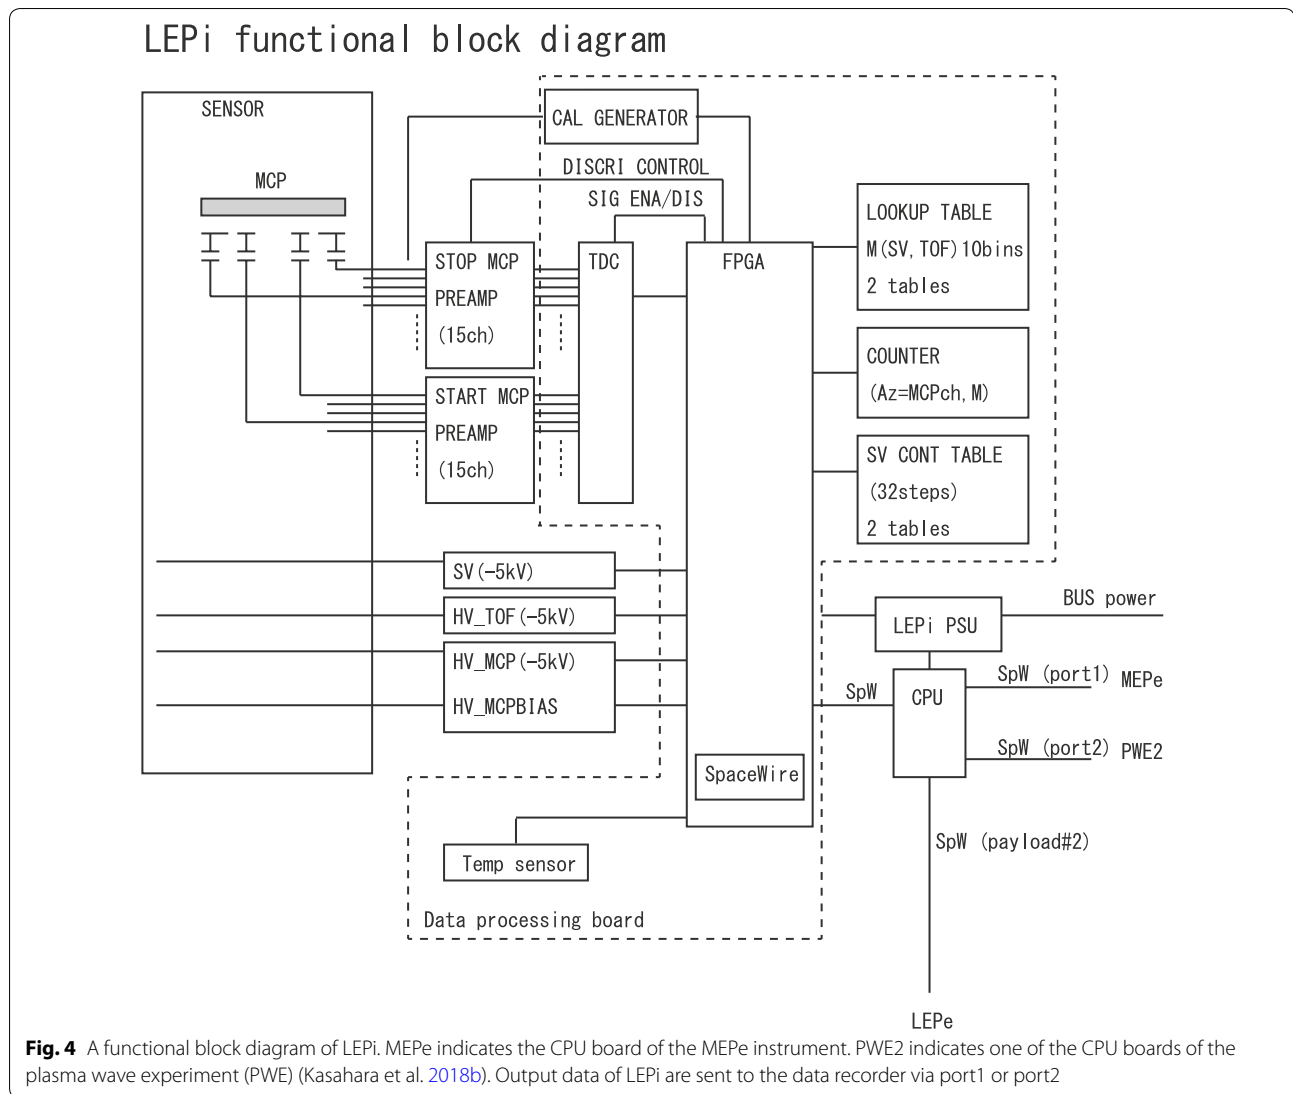 LEPi functional block diagram
SENSOR
MCP
CAL GENERATOR
DISCRI CONTROL
SIG ENA/DIS
STOP MCP
PREAMP
(15ch)
START MCP
PREAMP
(15ch)
TDC
FPGA
LOOKUP TABLE
M(SV,TOF)10bins
2 tables
COUNTER
(Az=MCPch,M)
SV CONT TABLE
(32steps)
2 tables
SV(-5kV)
HV_TOF(-5kV)
HV_MCP(-5kV)
HV_MCPBIAS
BUS power
LEPi PSU
SpW
CPU
SpW (port1) MEPe
SpW (port2) PWE2
SpaceWire
SpW (payload#2)
Temp sensor
Data processing board
LEPe
Fig. 4 A functional block diagram of LEPi. MEPe indicates the CPU board of the MEPe instrument. PWE2 indicates one of the CPU boards of the
plasma wave experiment (PWE) (Kasahara et al. 2018b). Output data of LEPi are sent to the data recorder via port1 or port2